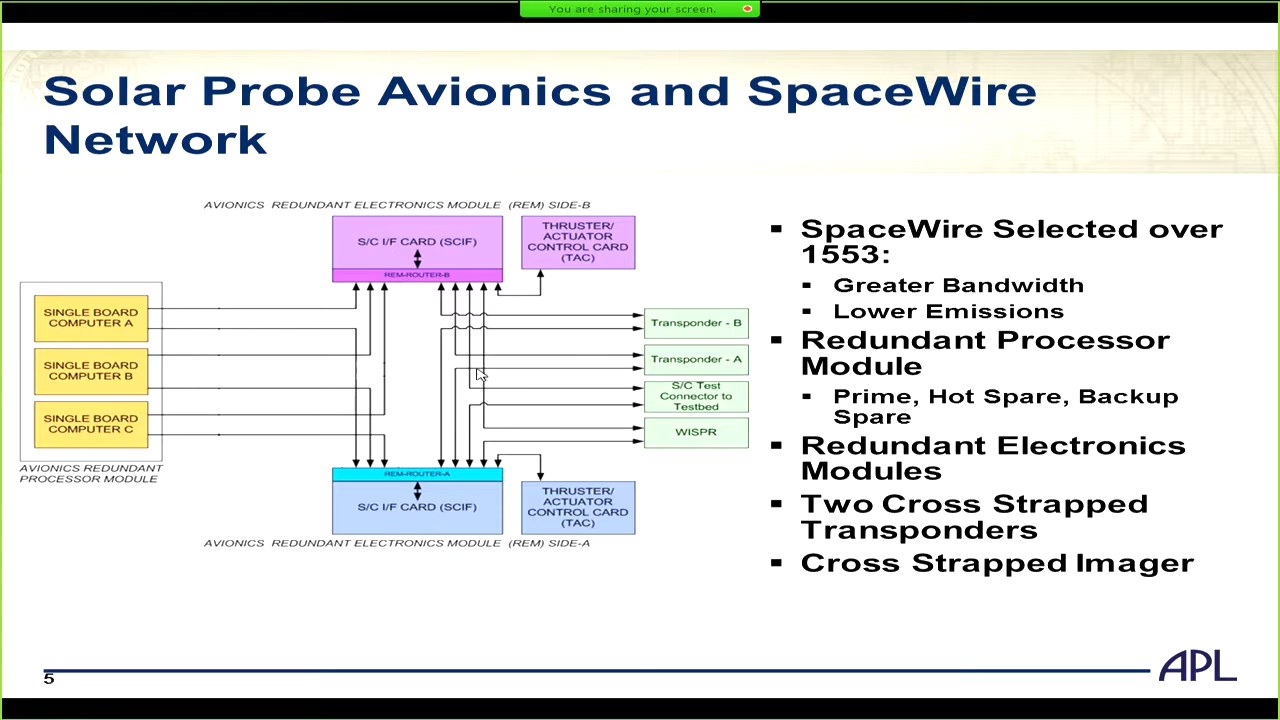 You are sharing your screen.
Solar Probe Avionics and SpaceWire
Network
AVIONICS REDUNDANT ELECTRONICS MODULE (REM) SIDE-B
S/C I/F CARD (SCIF)
REM-ROUTER-B
THRUSTER/
ACTUATOR
CONTROL CARD
(TAC)
SINGLE BOARD
COMPUTER A
SINGLE BOARD
COMPUTER B
SINGLE BOARD
COMPUTER C
AVIONICS REDUNDANT
PROCESSOR MODULE
Transponder - B
Transponder - A
S/C Test
Connector to
Testbed
WISPR
REM-ROUTER-A
S/C I/F CARD (SCIF)
THRUSTER/
ACTUATOR
CONTROL CARD
(TAC)
AVIONICS REDUNDANT ELECTRONICS MODULE (REM) SIDE-A
▪ SpaceWire Selected over
1553:
▪ Greater Bandwidth
▪ Lower Emissions
▪ Redundant Processor
Module
▪ Prime, Hot Spare, Backup
Spare
▪ Redundant Electronics
Modules
▪ Two Cross Strapped
Transponders
▪ Cross Strapped Imager
5
APL